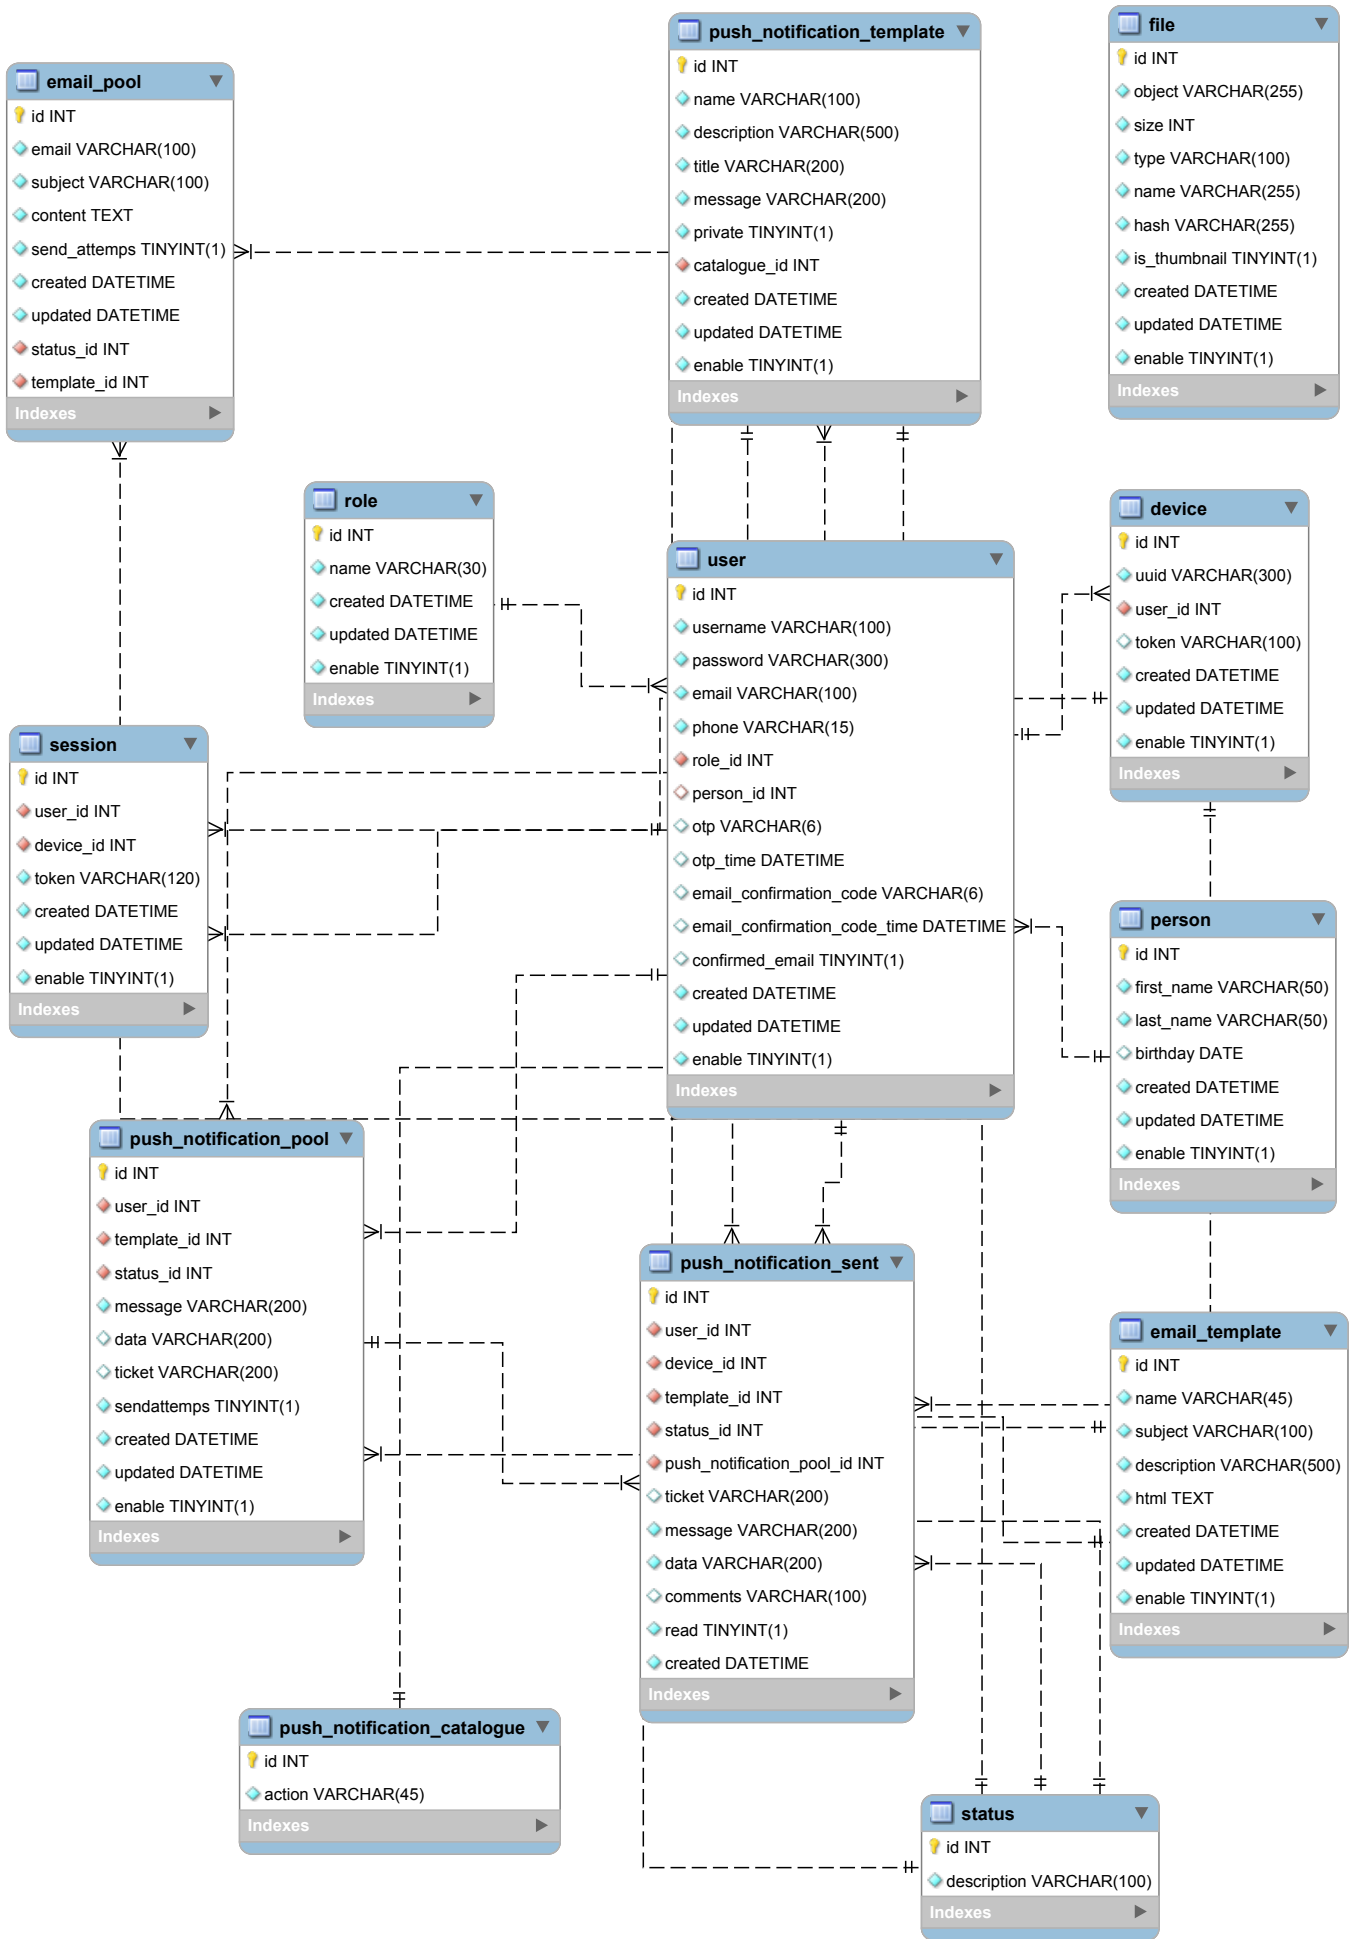 push_notification_template
id INT
name VARCHAR(100)
description VARCHAR(500)
title VARCHAR(200)
message VARCHAR(200)
private TINYINT(1)
catalogue_id INT
created DATETIME
updated DATETIME
enable TINYINT(1)
Indexes
file
id INT
object VARCHAR(255)
size INT
type VARCHAR(100)
name VARCHAR(255)
hash VARCHAR(255)
is_thumbnail TINYINT(1)
created DATETIME
updated DATETIME
enable TINYINT(1)
Indexes
email_pool
id INT
email VARCHAR(100)
subject VARCHAR(100)
content TEXT
send_attemps TINYINT(1)
created DATETIME
updated DATETIME
status_id INT
template_id INT
Indexes
role
id INT
name VARCHAR(30)
created DATETIME
updated DATETIME
enable TINYINT(1)
Indexes
user
id INT
username VARCHAR(100)
password VARCHAR(300)
email VARCHAR(100)
phone VARCHAR(15)
role_id INT
person_id INT
otp VARCHAR(6)
otp_time DATETIME
email_confirmation_code VARCHAR(6)
email_confirmation_code_time DATETIME
confirmed_email TINYINT(1)
created DATETIME
updated DATETIME
enable TINYINT(1)
Indexes
device
id INT
uuid VARCHAR(300)
user_id INT
token VARCHAR(100)
created DATETIME
updated DATETIME
enable TINYINT(1)
Indexes
session
id INT
user_id INT
device_id INT
token VARCHAR(120)
created DATETIME
updated DATETIME
enable TINYINT(1)
Indexes
person
id INT
first_name VARCHAR(50)
last_name VARCHAR(50)
birthday DATE
created DATETIME
updated DATETIME
enable TINYINT(1)
Indexes
push_notification_pool
id INT
user_id INT
template_id INT
status_id INT
message VARCHAR(200)
data VARCHAR(200)
ticket VARCHAR(200)
sendattemps TINYINT(1)
created DATETIME
updated DATETIME
enable TINYINT(1)
Indexes
push_notification_sent
id INT
user_id INT
device_id INT
template_id INT
status_id INT
push_notification_pool_id INT
ticket VARCHAR(200)
message VARCHAR(200)
data VARCHAR(200)
comments VARCHAR(100)
read TINYINT(1)
created DATETIME
Indexes
email_template
id INT
name VARCHAR(45)
subject VARCHAR(100)
description VARCHAR(500)
html TEXT
created DATETIME
updated DATETIME
enable TINYINT(1)
Indexes
push_notification_catalogue
id INT
action VARCHAR(45)
Indexes
status
id INT
description VARCHAR(100)
Indexes